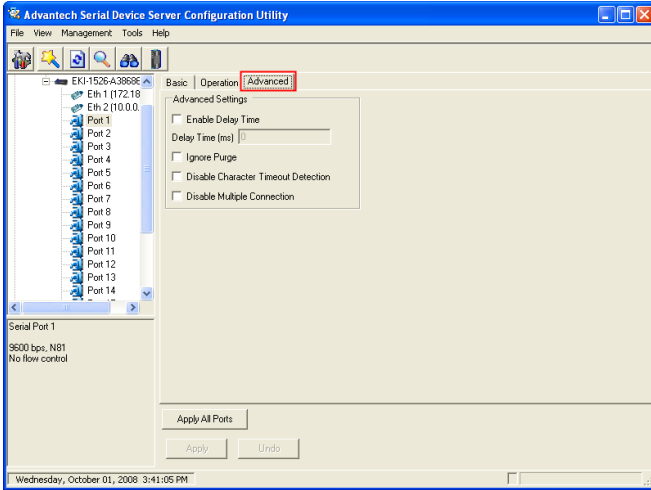 Advantech Serial Device Server Configuration Utility
File View Management Tools Help
EKI-1526-A3868E
Eth 1 (172.18
Eth 2 (10.0.0.
Port 1
Port 2
Port 3
Port 4
Port 5
Port 6
Port 7
Port 8
Port 9
Port 10
Port 11
Port 12
Port 13
Port 14
Serial Port 1
9600 bps, N81
No flow control
Basic Operation Advanced
Advanced Settings
Enable Delay Time
Delay Time (ms) 0
Ignore Purge
Disable Character Timeout Detection
Disable Multiple Connection
Apply All Ports
Apply Undo
Wednesday, October 01, 2008 3:41:05 PM